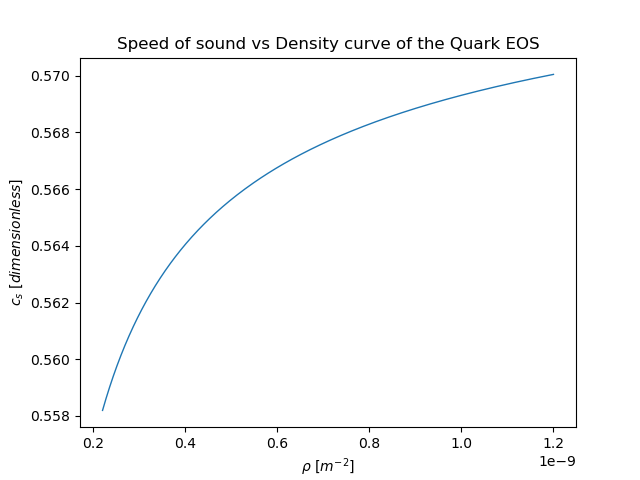 Speed of sound vs Density curve of the Quark EOS
0.570
0.568
0.566
0.564
0.562
0.560
0.558
c_s [dimensionless]
0.2 0.4 0.6 0.8 1.0 1.2
1e−9
ρ [m^{−2}]